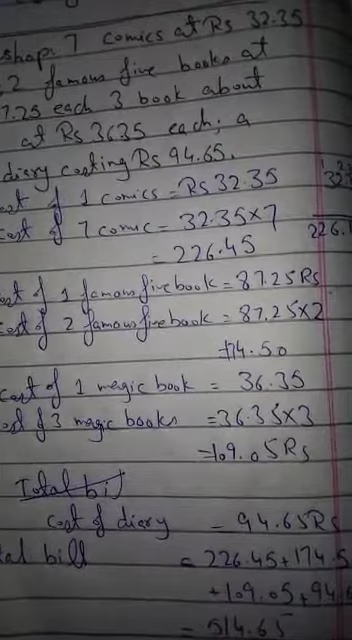 shop. 7 comics at Rs 32.35
2 famous five books at
7.25 each 3 book about
at Rs 3635 each; a
diary costing Rs 94.65.
cost of 1 comics = Rs 32.35
cost of 7 comic = 32.35×7
226.
= 226.45
cost of 1 famous five book = 87.25 Rs
cost of 2 famous five book = 87.25×2
=174.50
cost of 1 magic book = 36.35
cost of 3 magic books = 36.35×3
=109.05 Rs
Total bil
cost of diary = 94.65 Rs
tal bill = 226.45+174.5
+109.05+94.6
= 514.65